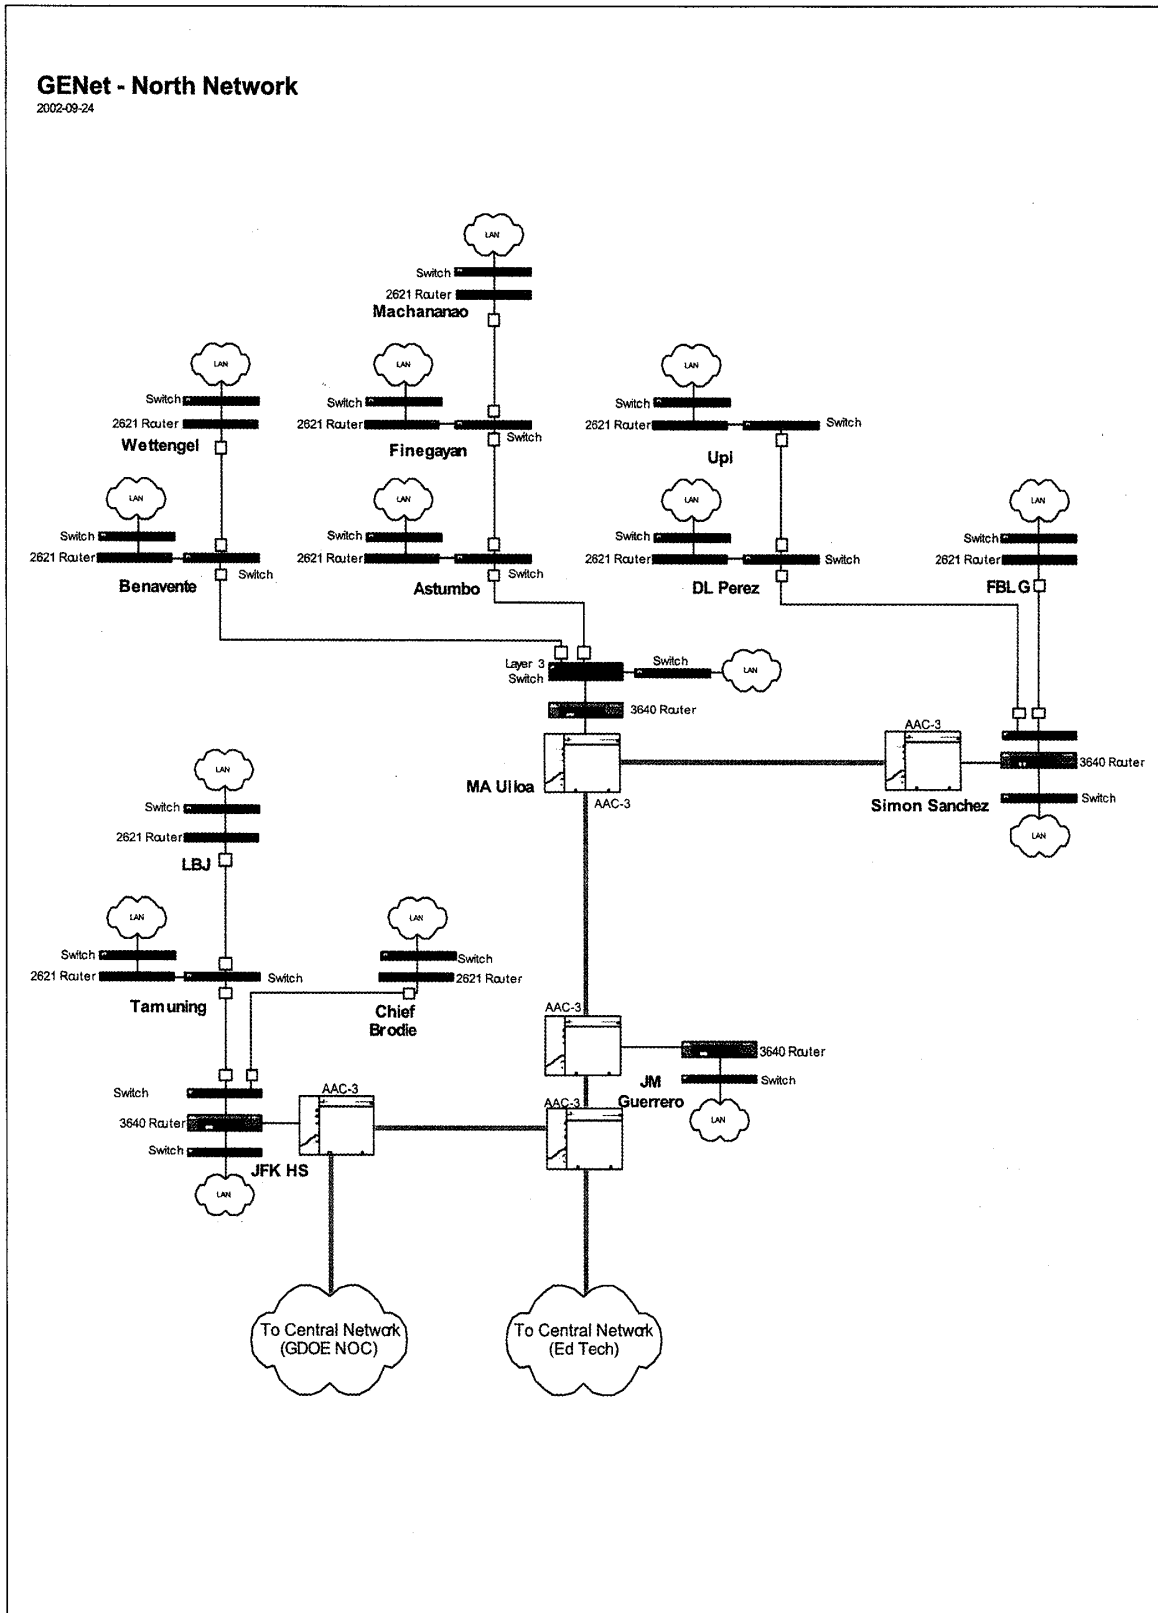 GENet - North Network
2002-09-24
LAN
Switch
2621 Router
Machananao
LAN
Switch
2621 Router
Wettengel
LAN
Switch
2621 Router
Finegayan
Switch
LAN
Switch
2621 Router
Switch
Upi
LAN
Switch
2621 Router
Benavente
Switch
LAN
Switch
2621 Router
Astumbo
Switch
LAN
Switch
2621 Router
DL Perez
Switch
LAN
Switch
2621 Router
FBLG
Layer 3
Switch
Switch
LAN
3640 Router
MA Ulloa
AAC-3
AAC-3
Simon Sanchez
3640 Router
Switch
LAN
LAN
Switch
2621 Router
LBJ
LAN
Switch
2621 Router
Tamuning
Switch
LAN
Switch
2621 Router
Chief
Brodie
AAC-3
3640 Router
JM
Guerrero
Switch
LAN
AAC-3
Switch
3640 Router
Switch
JFK HS
LAN
AAC-3
To Central Network
(GDOE NOC)
To Central Network
(Ed Tech)